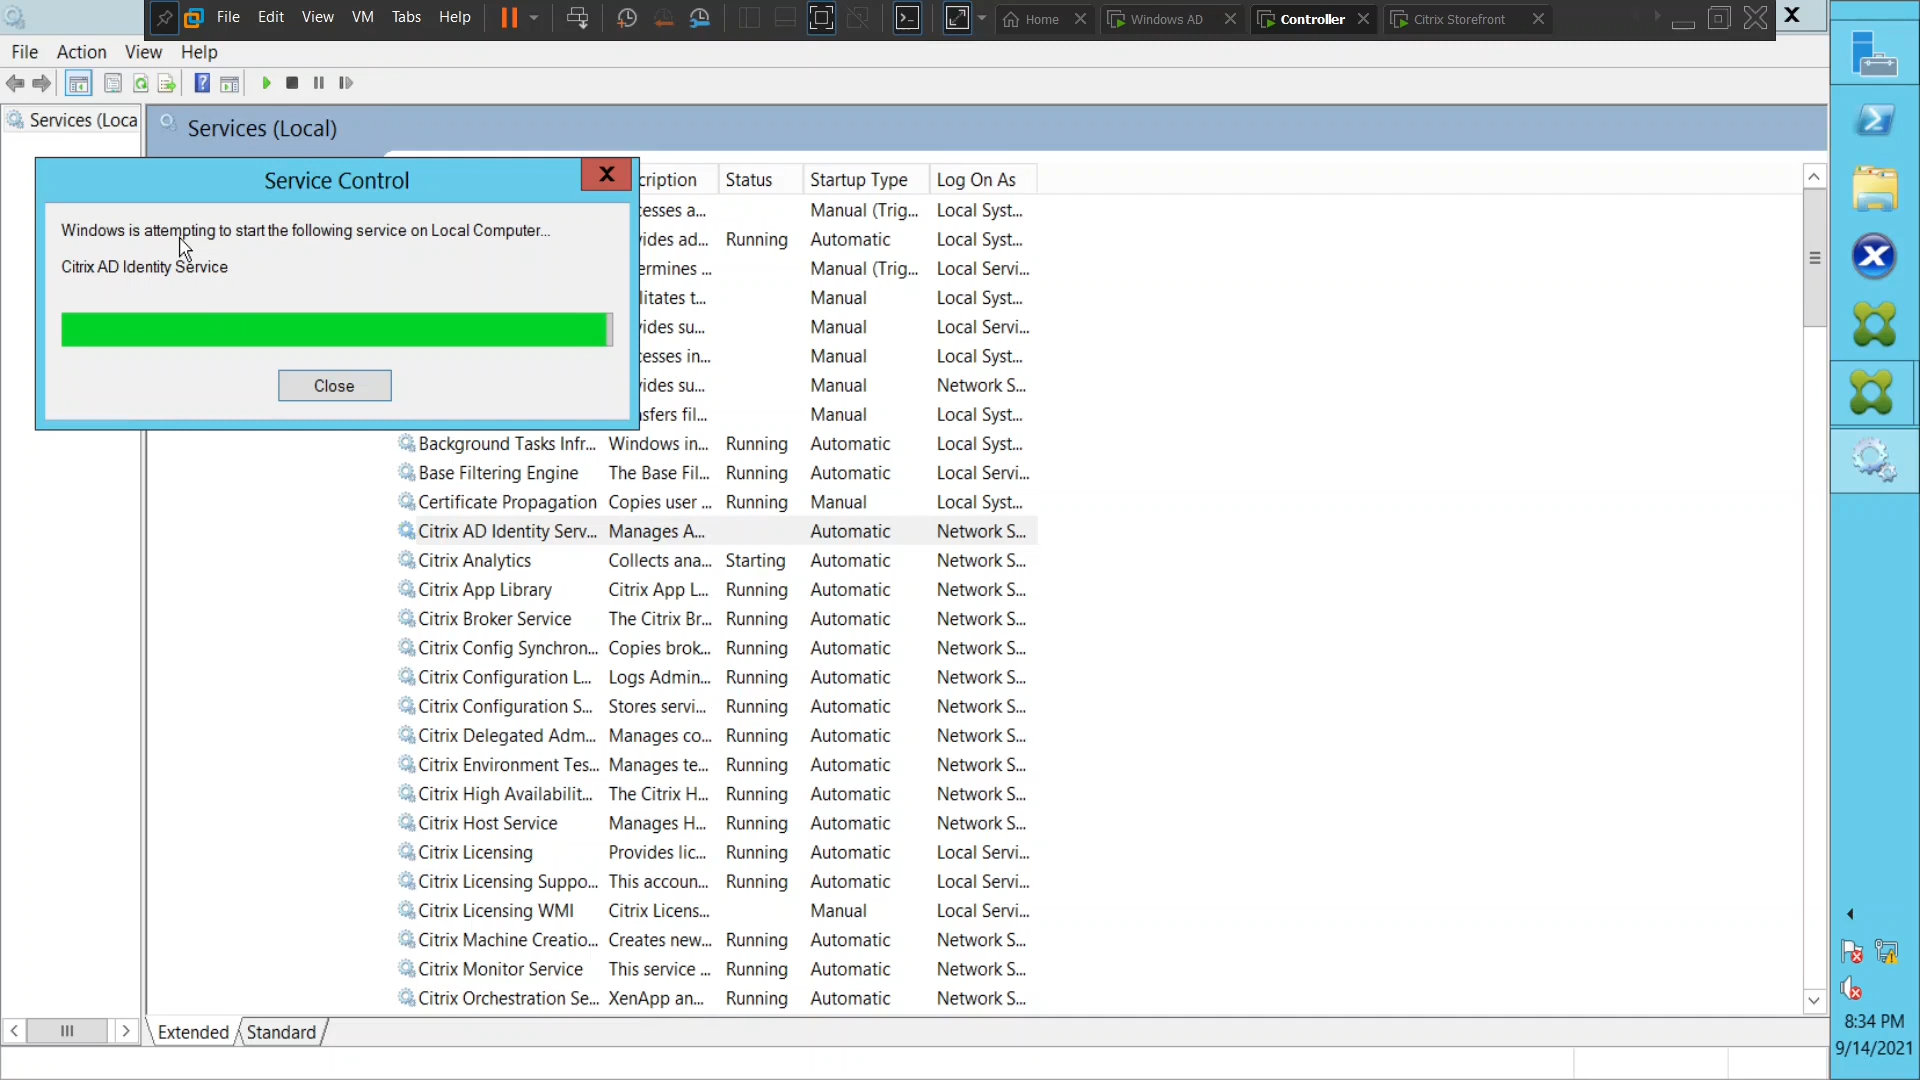 File Edit View VM Tabs Help Home Windows AD Controller Citrix Storefront X
File Action View Help
Services (Loca
Services (Local)
Service Control X
Windows is attempting to start the following service on Local Computer...
Citrix AD Identity Service
Close
cription Status Startup Type Log On As
esses a... Manual (Trig... Local Syst...
ides ad... Running Automatic Local Syst...
ermines ... Manual (Trig... Local Servi...
litates t... Manual Local Syst...
ides su... Manual Local Servi...
esses in... Manual Local Syst...
ides su... Manual Network S...
sfers fil... Manual Local Syst...
Background Tasks Infr... Windows in... Running Automatic Local Syst...
Base Filtering Engine The Base Fil... Running Automatic Local Servi...
Certificate Propagation Copies user ... Running Manual Local Syst...
Citrix AD Identity Serv... Manages A... Automatic Network S...
Citrix Analytics Collects ana... Starting Automatic Network S...
Citrix App Library Citrix App L... Running Automatic Network S...
Citrix Broker Service The Citrix Br... Running Automatic Network S...
Citrix Config Synchron... Copies brok... Running Automatic Network S...
Citrix Configuration L... Logs Admin... Running Automatic Network S...
Citrix Configuration S... Stores servi... Running Automatic Network S...
Citrix Delegated Adm... Manages co... Running Automatic Network S...
Citrix Environment Tes... Manages te... Running Automatic Network S...
Citrix High Availabilit... The Citrix H... Running Automatic Network S...
Citrix Host Service Manages H... Running Automatic Network S...
Citrix Licensing Provides lic... Running Automatic Local Servi...
Citrix Licensing Suppo... This accoun... Running Automatic Local Servi...
Citrix Licensing WMI Citrix Licens... Manual Local Servi...
Citrix Machine Creatio... Creates new... Running Automatic Network S...
Citrix Monitor Service This service ... Running Automatic Network S...
Citrix Orchestration Se... XenApp an... Running Automatic Network S...
Extended Standard
8:34 PM
9/14/2021